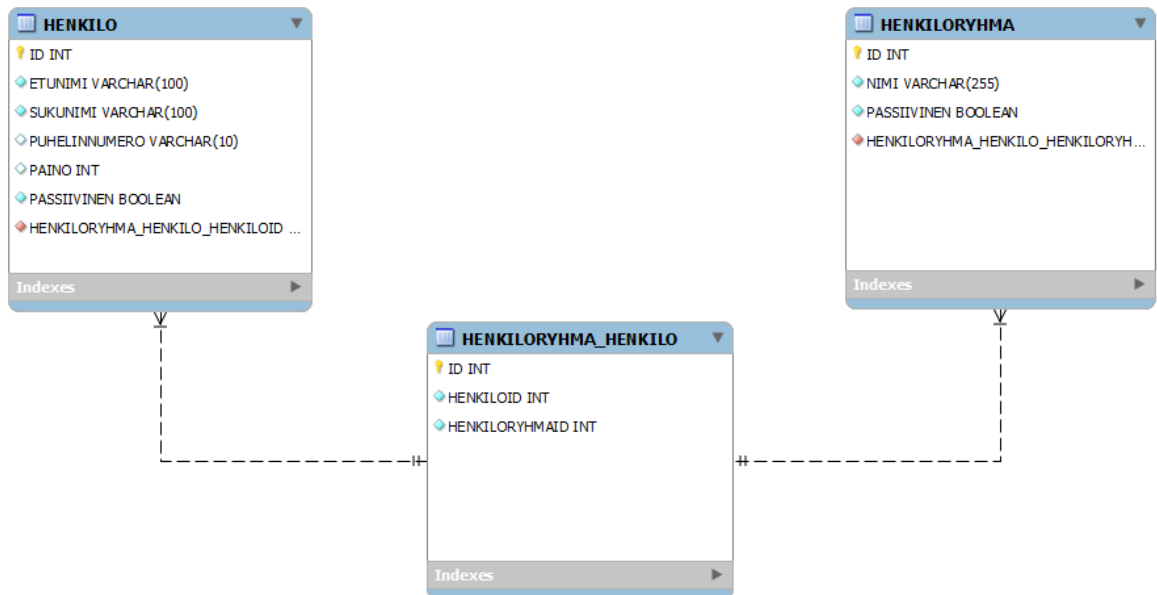 HENKILO
ID INT
ETUNIMI VARCHAR(100)
SUKUNIMI VARCHAR(100)
PUHELINNUMERO VARCHAR(10)
PAINO INT
PASSIIVINEN BOOLEAN
HENKILORYHMA_HENKILO_HENKILOID ...
Indexes
HENKILORYHMA
ID INT
NIMI VARCHAR(255)
PASSIIVINEN BOOLEAN
HENKILORYHMA_HENKILO_HENKILORYH...
Indexes
HENKILORYHMA_HENKILO
ID INT
HENKILOID INT
HENKILORYHMAID INT
Indexes